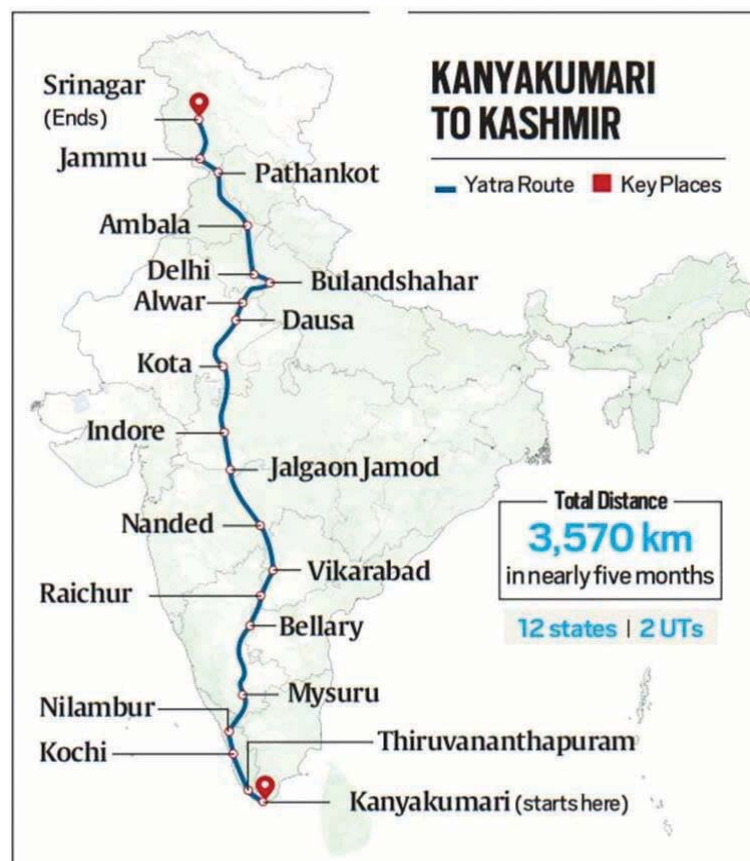 KANYAKUMARI
TO KASHMIR
Yatra Route
Key Places
Srinagar
(Ends)
Jammu
Pathankot
Ambala
Delhi
Bulandshahar
Alwar
Dausa
Kota
Indore
Jalgaon Jamod
Nanded
Vikarabad
Raichur
Bellary
Mysuru
Nilambur
Kochi
Thiruvananthapuram
Kanyakumari (starts here)
Total Distance
3,570 km
in nearly five months
12 states | 2 UTs